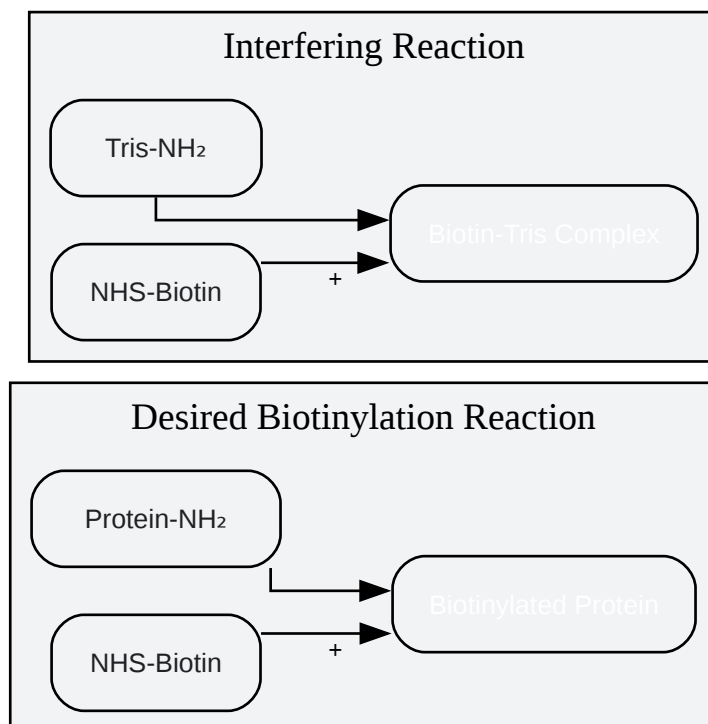 Interfering Reaction
Tris-NH₂
Biotin-Tris Complex
NHS-Biotin
+
Desired Biotinylation Reaction
Protein-NH₂
Biotinylated Protein
NHS-Biotin
+